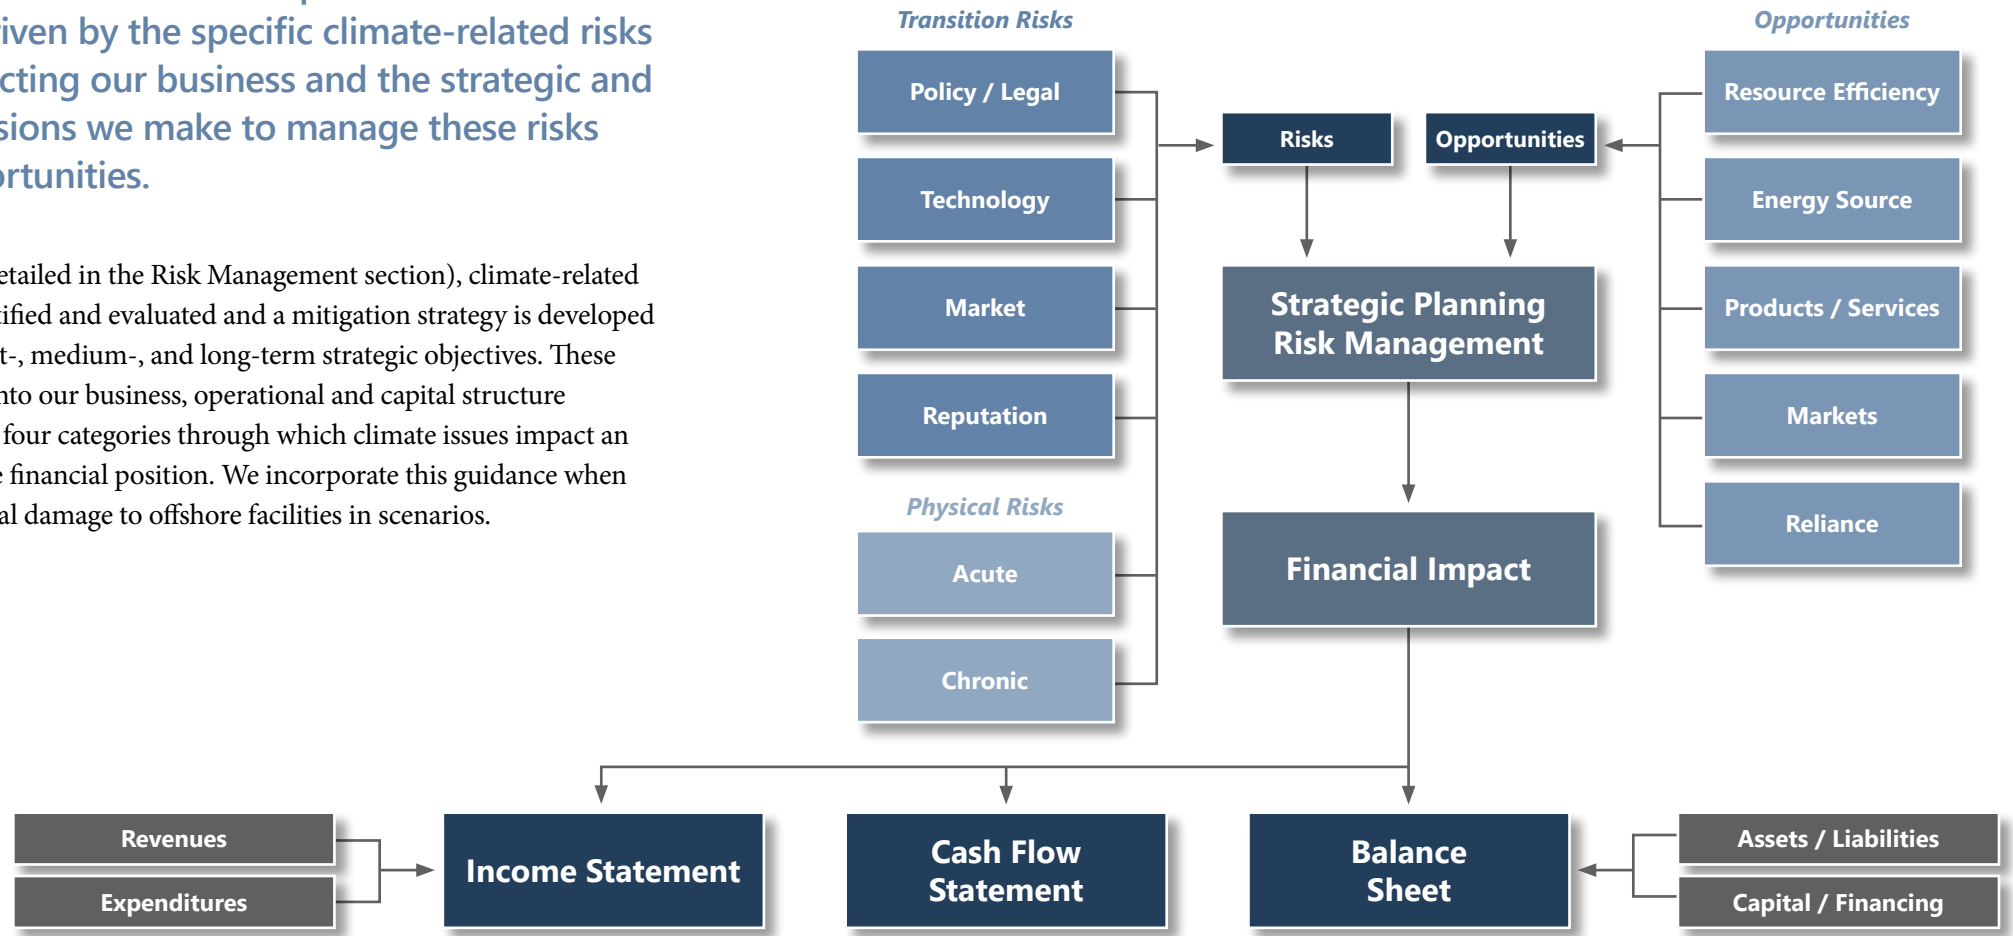 riven by the specific climate-related risks
cting our business and the strategic and
sions we make to manage these risks
ortunities.
etailed in the Risk Management section), climate-related
tified and evaluated and a mitigation strategy is developed
t-, medium-, and long-term strategic objectives. These
nto our business, operational and capital structure
four categories through which climate issues impact an
e financial position. We incorporate this guidance when
al damage to offshore facilities in scenarios.
Transition Risks
Policy / Legal
Technology
Market
Reputation
Physical Risks
Acute
Chronic
Risks
Opportunities
Strategic Planning
Risk Management
Financial Impact
Opportunities
Resource Efficiency
Energy Source
Products / Services
Markets
Reliance
Revenues
Expenditures
Income Statement
Cash Flow
Statement
Balance
Sheet
Assets / Liabilities
Capital / Financing